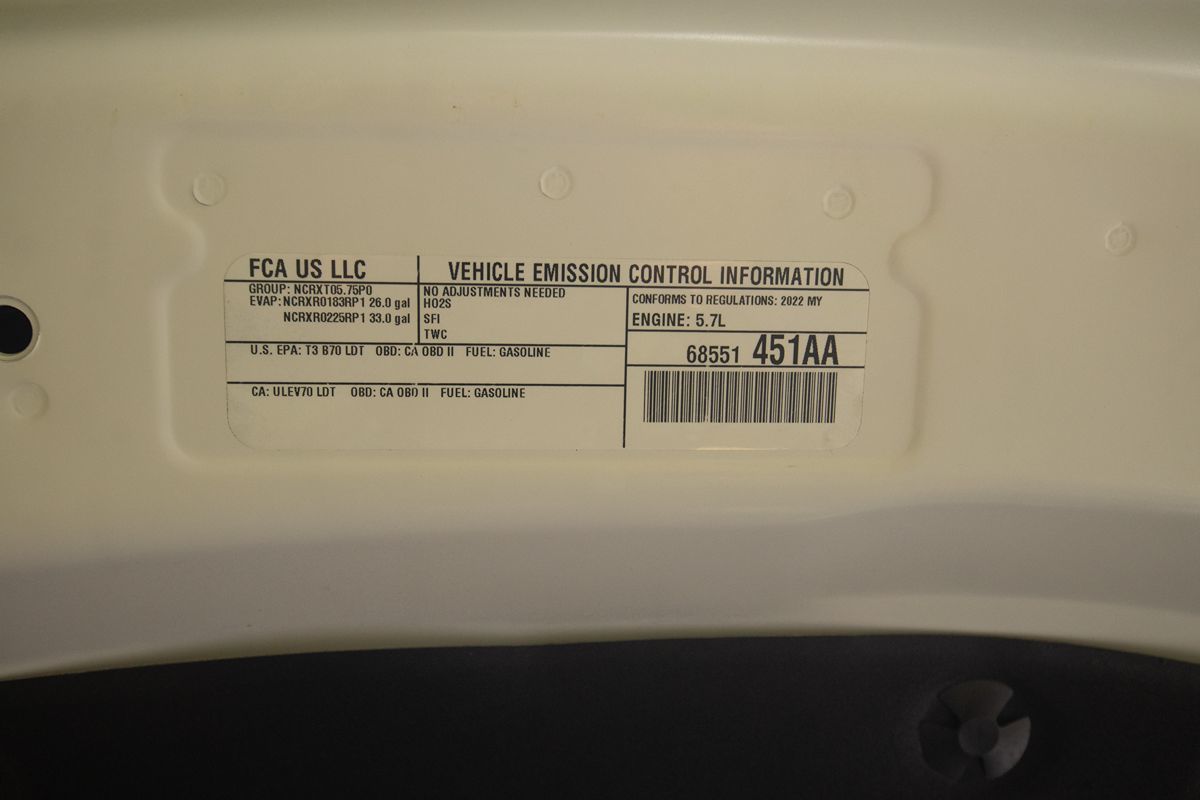 FCA US LLC
VEHICLE EMISSION CONTROL INFORMATION
GROUP: NCRXT05.75P0
EVAP: NCRXR0183RP1 26.0 gal
NCRXR0225RP1 33.0 gal
NO ADJUSTMENTS NEEDED
HO2S
SFI
TWC
CONFORMS TO REGULATIONS: 2022 MY
ENGINE: 5.7L
68551 451AA
U.S. EPA: T3 B70 LDT OBD: CA OBD II FUEL: GASOLINE
CA: ULEV70 LDT OBD: CA OBD II FUEL: GASOLINE